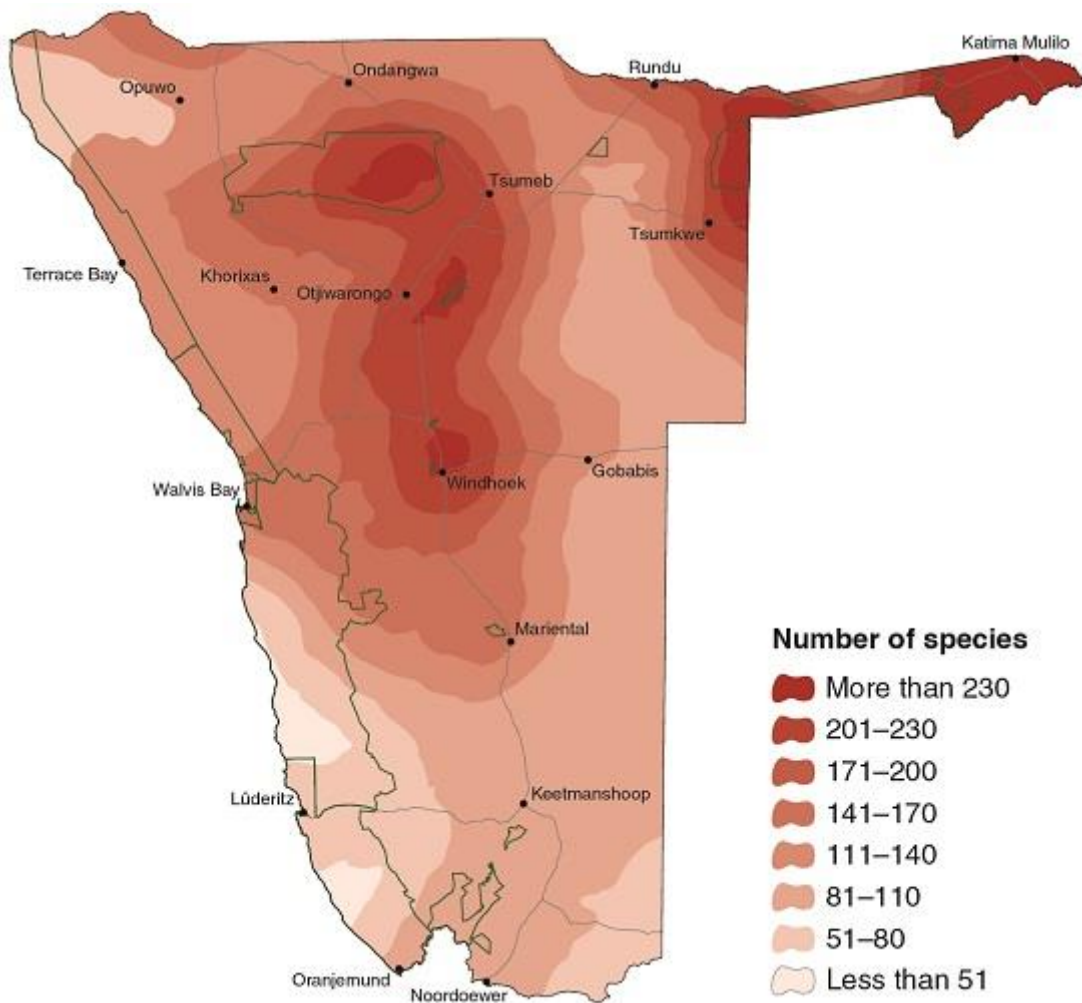 Katima Mulilo
Ondangwa
Rundu
Opuwo
Tsumeb
Tsumkwe
Terrace Bay
Khorixas
Otjiwarongo
Gobabis
Windhoek
Walvis Bay
Mariental
Number of species
More than 230
201–230
171–200
141–170
111–140
81–110
51–80
Less than 51
Keetmanshoop
Lûderitz
Oranjemund
Noordoewer